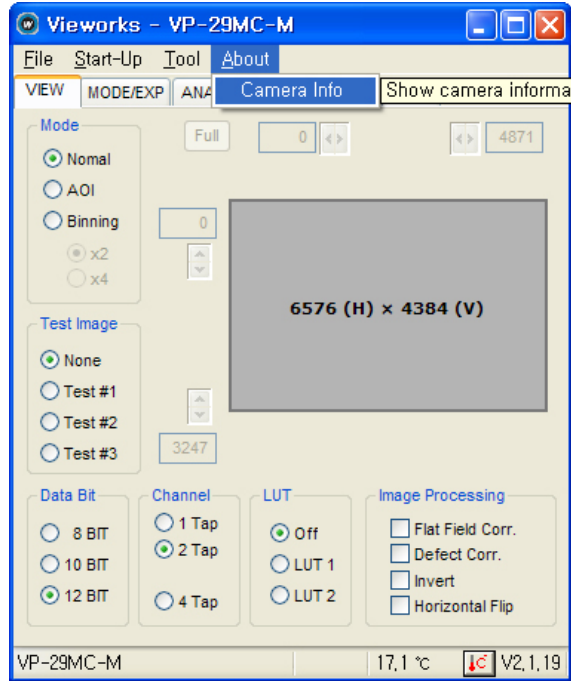 Vieworks - VP-29MC-M
File Start-Up Tool About
VIEW MODE/EXP ANA
Camera Info
Show camera informa
Mode
Full 0 4871
Nomal
AOI
Binning 0
x2
x4
6576 (H) × 4384 (V)
Test Image
None
Test #1
Test #2
Test #3
3247
Data Bit
8 BIT
10 BIT
12 BIT
Channel
1 Tap
2 Tap
4 Tap
LUT
Off
LUT 1
LUT 2
Image Processing
Flat Field Corr.
Defect Corr.
Invert
Horizontal Flip
VP-29MC-M 17,1 ℃ V2,1,19